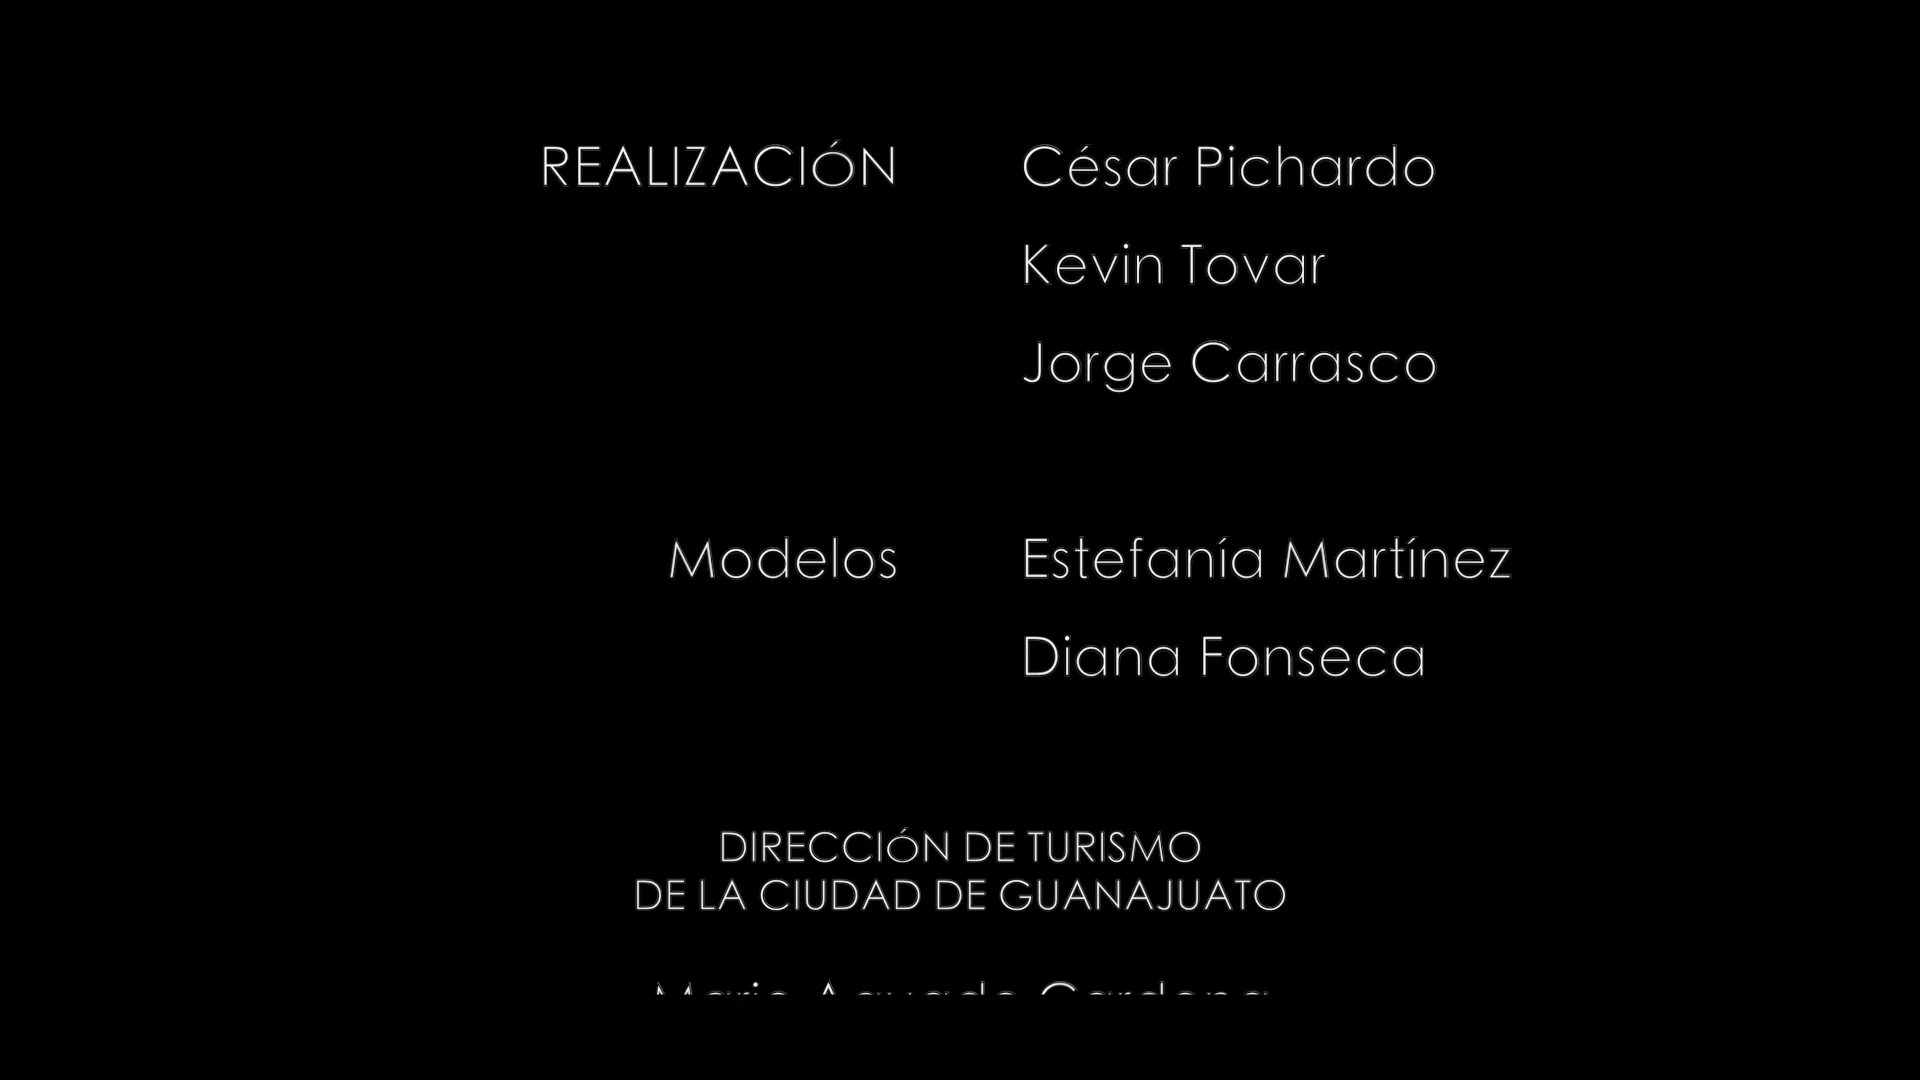 REALIZACIÓN César Pichardo
Kevin Tovar
Jorge Carrasco
Modelos Estefanía Martínez
Diana Fonseca
DIRECCIÓN DE TURISMO
DE LA CIUDAD DE GUANAJUATO